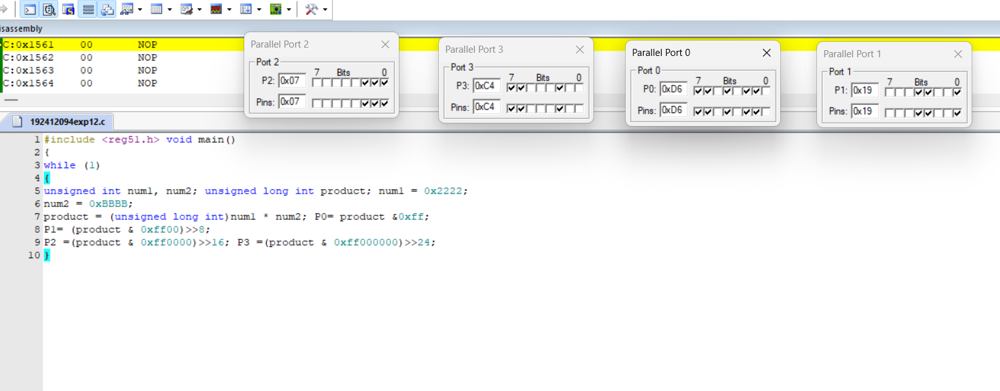 isassembly
C:0x1561 00 NOP
C:0x1562 00 NOP
C:0x1563 00 NOP
C:0x1564 00 NOP
Parallel Port 2
Port 2
7 Bits 0
P2: 0x07
Pins: 0x07
Parallel Port 3
Port 3
7 Bits 0
P3: 0xC4
Pins: 0xC4
Parallel Port 0
Port 0
7 Bits 0
P0: 0xD6
Pins: 0xD6
Parallel Port 1
Port 1
7 Bits 0
P1: 0x19
Pins: 0x19
192412094exp12.c
1 #include <reg51.h> void main()
2 {
3 while (1)
4 {
5 unsigned int num1, num2; unsigned long int product; num1 = 0x2222;
6 num2 = 0xBBBB;
7 product = (unsigned long int)num1 * num2; P0= product &0xff;
8 P1= (product & 0xff00)>>8;
9 P2 =(product & 0xff0000)>>16; P3 =(product & 0xff000000)>>24;
10 }